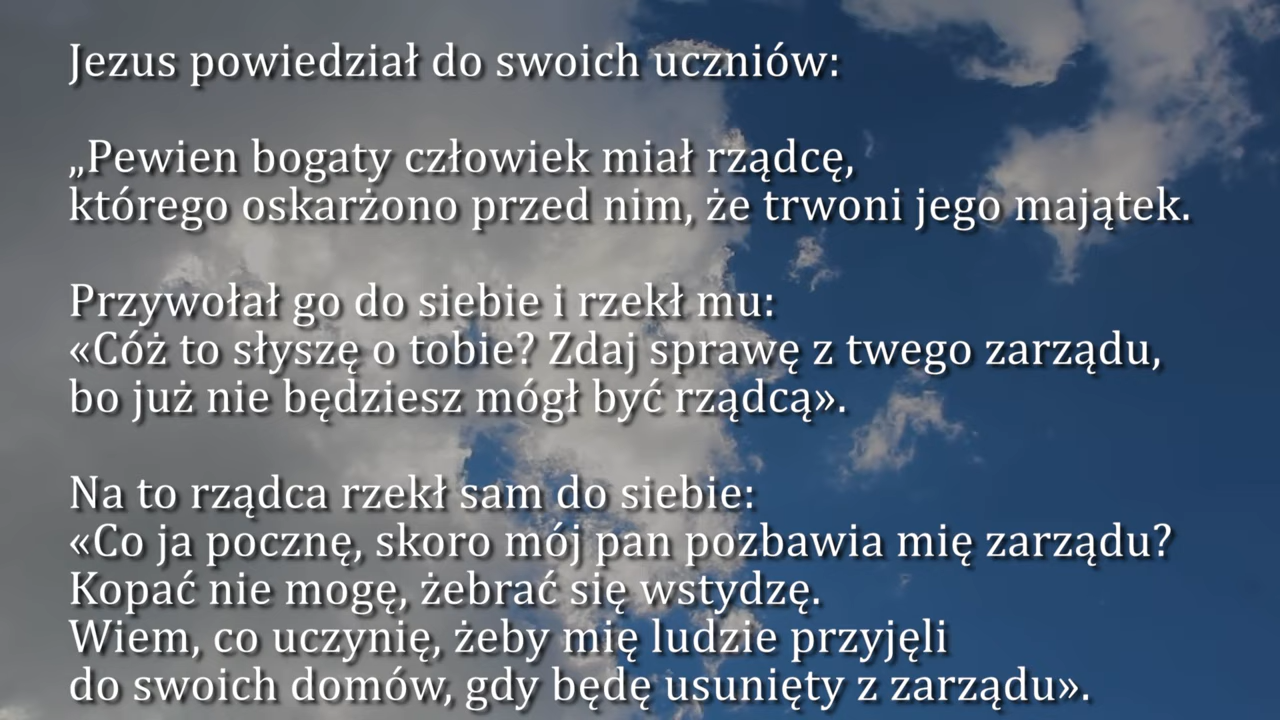 Jezus powiedział do swoich uczniów:
„Pewien bogaty człowiek miał rządcę,
którego oskarżono przed nim, że trwoni jego majątek.
Przywołał go do siebie i rzekł mu:
«Cóż to słyszę o tobie? Zdaj sprawę z twego zarządu,
bo już nie będziesz mógł być rządcą».
Na to rządca rzekł sam do siebie:
«Co ja pocznę, skoro mój pan pozbawia mię zarządu?
Kopać nie mogę, żebrać się wstydzę.
Wiem, co uczynię, żeby mię ludzie przyjęli
do swoich domów, gdy będę usunięty z zarządu».